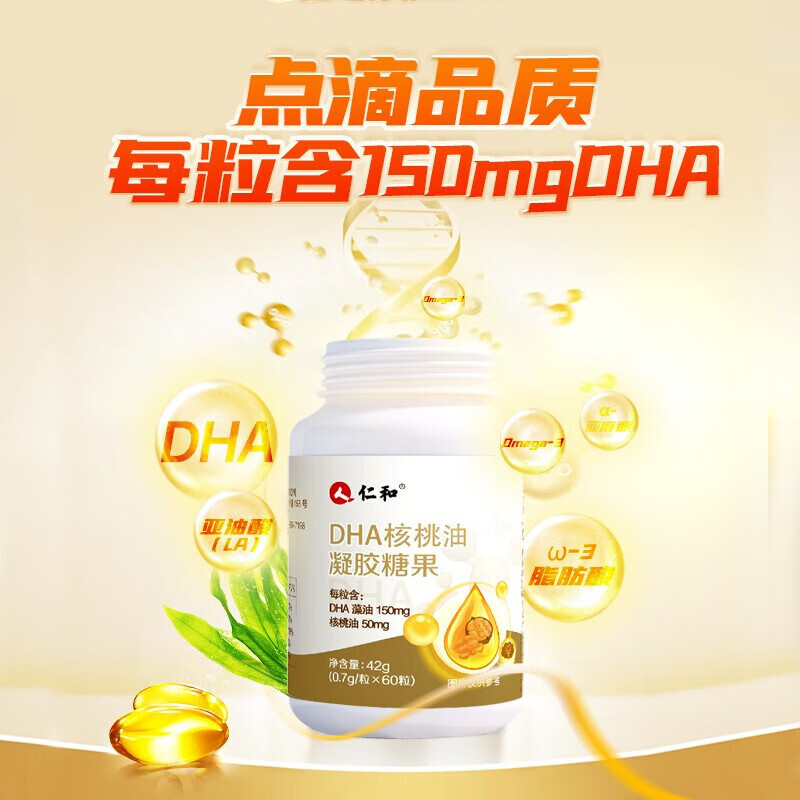 点滴品质
每粒含150mgDHA
Omega-3
DHA
Omega-3
α-
亚油酸
(LA)
ω-3
脂肪酸
仁和®
DHA核桃油
凝胶糖果
每粒含:
DHA 藻油 150mg
核桃油 50mg
净含量: 42g
(0.7g/粒×60粒)